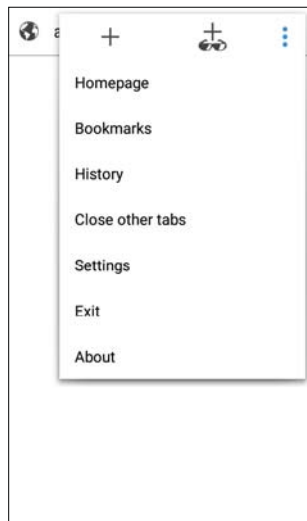 Homepage
Bookmarks
History
Close other tabs
Settings
Exit
About